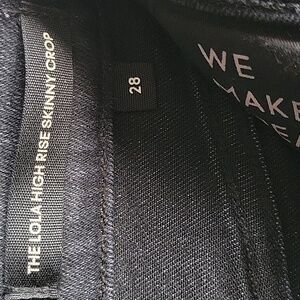 THE LOLA HIGH RISE SKINNY CROP
28
WE
MAKE